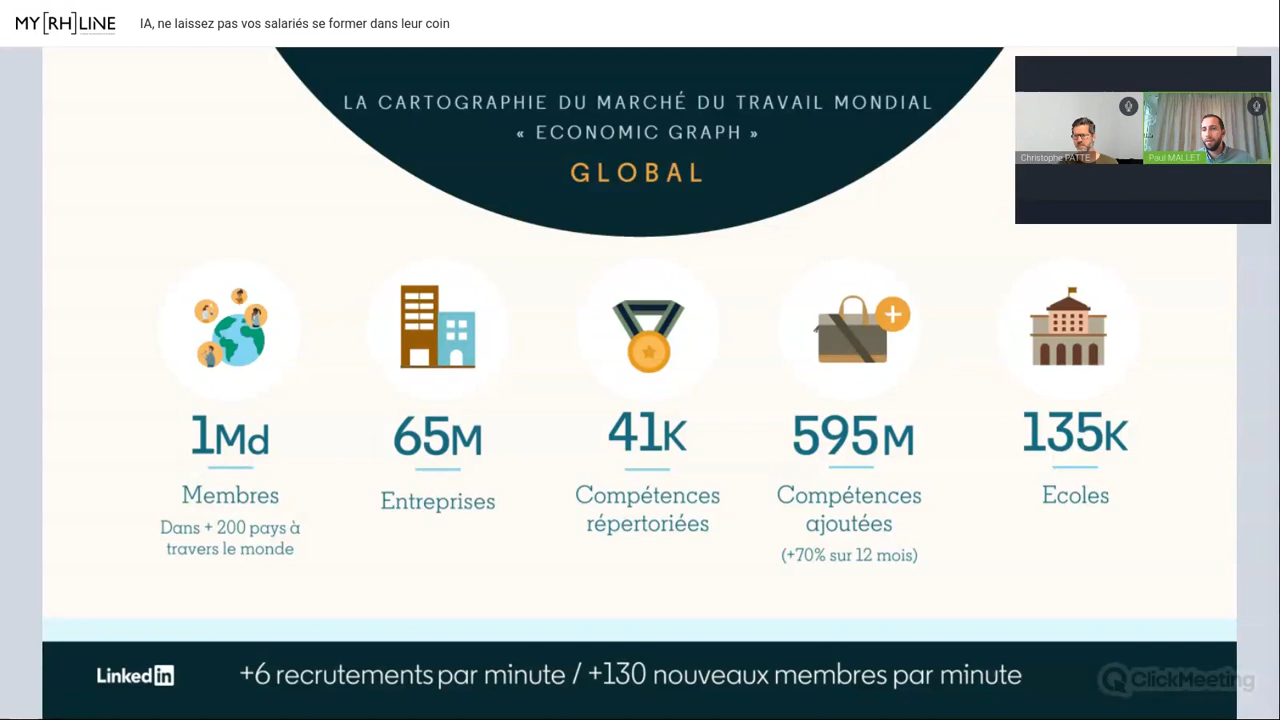 MY[RH]LINE
IA, ne laissez pas vos salariés se former dans leur coin
LA CARTOGRAPHIE DU MARCHÉ DU TRAVAIL MONDIAL
« ECONOMIC GRAPH »
GLOBAL
Christophe PATTE
Paul MALLET
1Md
Membres
Dans + 200 pays à
travers le monde
65M
Entreprises
41K
Compétences
répertoriées
595M
Compétences
ajoutées
(+70% sur 12 mois)
135K
Ecoles
Linked in
+6 recrutements par minute / +130 nouveaux membres par minute
ClickMeeting